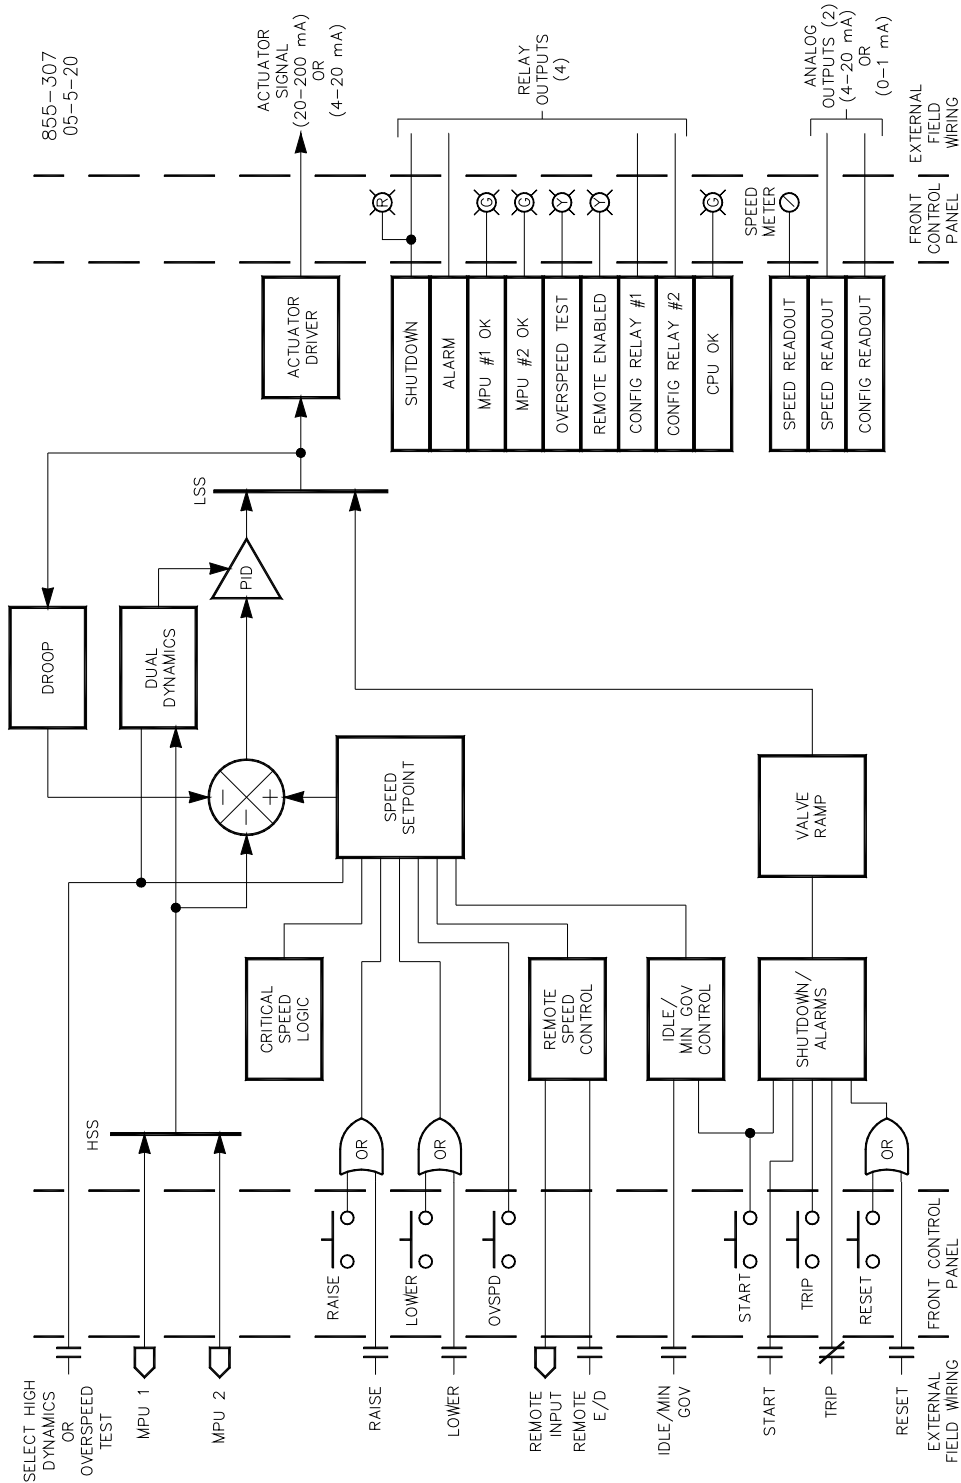 855-307
05-5-20
SELECT HIGH
DYNAMICS
OR
OVERSPEED
TEST
MPU 1
MPU 2
RAISE
LOWER
REMOTE
INPUT
REMOTE
E/D
IDLE/MIN
GOV
START
TRIP
RESET
EXTERNAL
FIELD WIRING
RAISE
LOWER
OVSPD
START
TRIP
RESET
FRONT CONTROL
PANEL
HSS
OR
OR
OR
CRITICAL
SPEED
LOGIC
REMOTE
SPEED
CONTROL
IDLE/
MIN GOV
CONTROL
SHUTDOWN/
ALARMS
DROOP
DUAL
DYNAMICS
−
−
+
SPEED
SETPOINT
VALVE
RAMP
PID
LSS
ACTUATOR
DRIVER
SHUTDOWN
ALARM
MPU #1 OK
MPU #2 OK
OVERSPEED TEST
REMOTE ENABLED
CONFIG RELAY #1
CONFIG RELAY #2
CPU OK
SPEED READOUT
SPEED READOUT
CONFIG READOUT
R
G
G
Y
Y
G
SPEED
METER
FRONT
CONTROL
PANEL
ACTUATOR
SIGNAL
(20-200 mA)
OR
(4-20 mA)
RELAY
OUTPUTS
(4)
ANALOG
OUTPUTS (2)
(4-20 mA)
OR
(0-1 mA)
EXTERNAL
FIELD
WIRING